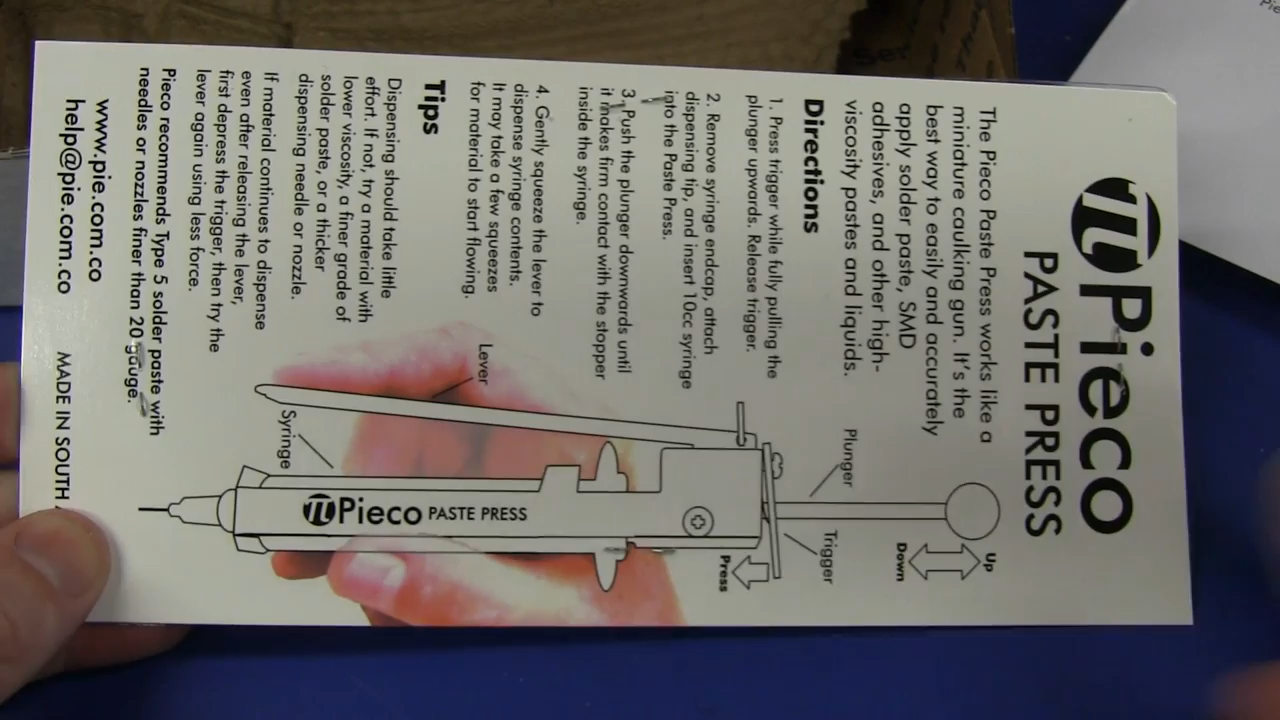 Pieco
PASTE PRESS
The Pieco Paste Press works like a
miniature caulking gun. It's the
best way to easily and accurately
apply solder paste, SMD
adhesives, and other high-
viscosity pastes and liquids.
Directions
1. Press trigger while fully pulling the
plunger upwards. Release trigger.
2. Remove syringe endcap, attach
dispensing tip, and insert 10cc syringe
into the Paste Press.
3. Push the plunger downwards until
it makes firm contact with the stopper
inside the syringe.
4. Gently squeeze the lever to
dispense syringe contents.
It may take a few squeezes
for material to start flowing.
Tips
Dispensing should take little
effort. If not, try a material with
lower viscosity, a finer grade of
solder paste, or a thicker
dispensing needle or nozzle.
If material continues to dispense
even after releasing the lever,
first depress the trigger, then try the
lever again using less force.
Pieco recommends Type 5 solder paste with
needles or nozzles finer than 20 gauge.
www.pie.com.co
help@pie.com.co
MADE IN SOUTH
Up
Down
Plunger
Trigger
Press
Lever
Syringe
Pieco PASTE PRESS